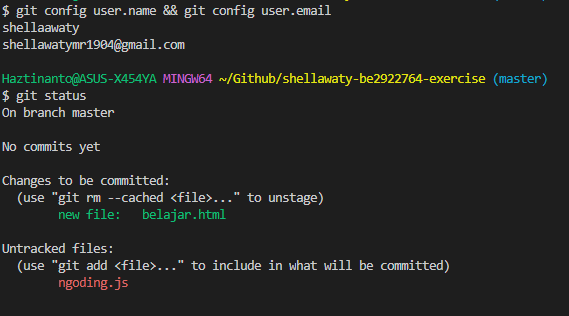 $ git config user.name && git config user.email
shellaawaty
shellawatymr1904@gmail.com
Haztinanto@ASUS-X454YA MINGW64 ~/Github/shellawaty-be2922764-exercise (master)
$ git status
On branch master
No commits yet
Changes to be committed:
(use "git rm --cached <file>..." to unstage)
new file: belajar.html
Untracked files:
(use "git add <file>..." to include in what will be committed)
ngoding.js